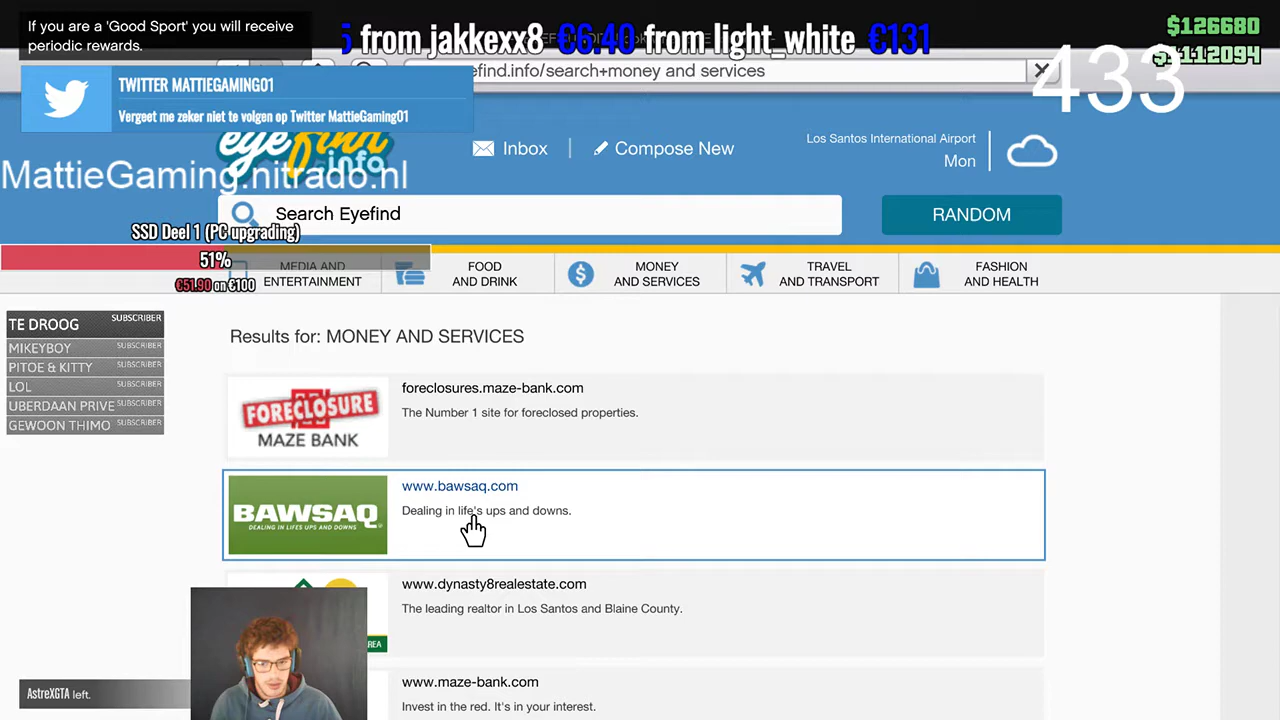 If you are a 'Good Sport' you will receive
periodic rewards.
from jakkexx8 €6.40 from light_white €131
$126680
$1112094
433
efind.info/search+money and services
TWITTER MATTIEGAMING01
Vergeet me zeker niet te volgen op Twitter MattieGaming01
eyefind
.info
MattieGaming.nitrado.nl
Inbox
Compose New
Los Santos International Airport
Mon
Search Eyefind
RANDOM
SSD Deel 1 (PC upgrading)
51%
€51.90 on €100
MEDIA AND
ENTERTAINMENT
FOOD
AND DRINK
MONEY
AND SERVICES
TRAVEL
AND TRANSPORT
FASHION
AND HEALTH
TE DROOG SUBSCRIBER
MIKEYBOY SUBSCRIBER
PITOE & KITTY SUBSCRIBER
LOL SUBSCRIBER
UBERDAAN PRIVE SUBSCRIBER
GEWOON THIMO SUBSCRIBER
Results for: MONEY AND SERVICES
FORECLOSURE
MAZE BANK
foreclosures.maze-bank.com
The Number 1 site for foreclosed properties.
BAWSAQ
DEALING IN LIFE'S UPS AND DOWNS
www.bawsaq.com
Dealing in life's ups and downs.
www.dynasty8realestate.com
The leading realtor in Los Santos and Blaine County.
REA
www.maze-bank.com
Invest in the red. It's in your interest.
AstreXGTA left.